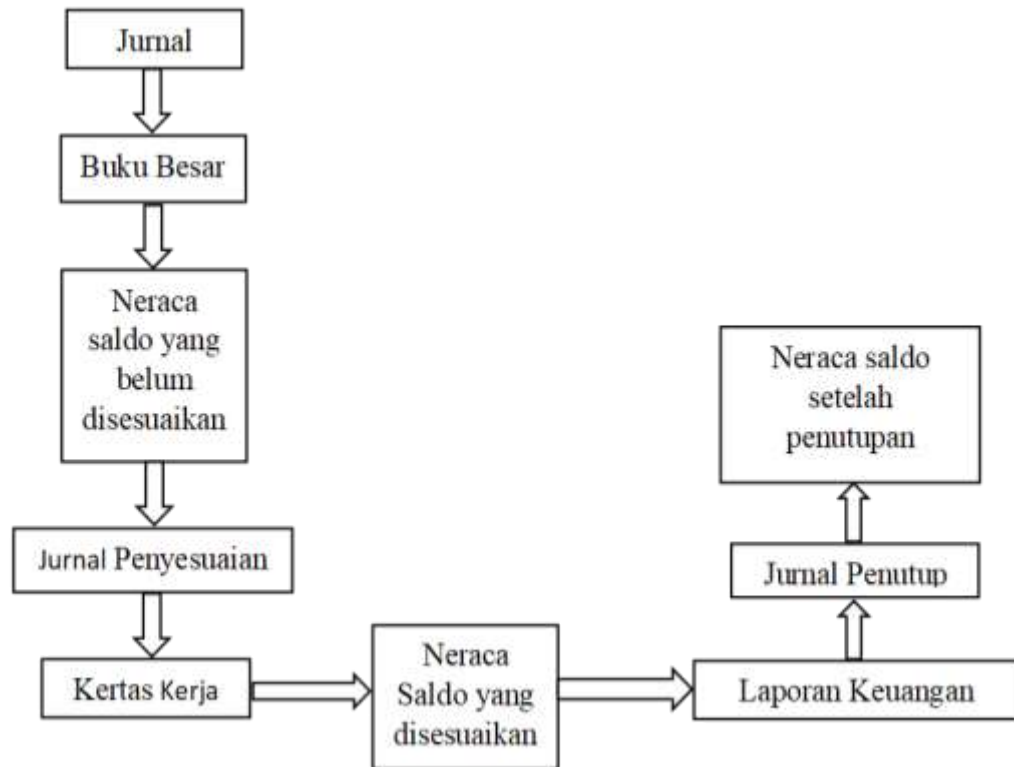 Jurnal
Buku Besar
Neraca
saldo yang
belum
disesuaikan
Jurnal Penyesuaian
Kertas Kerja
Neraca
Saldo yang
disesuaikan
Laporan Keuangan
Jurnal Penutup
Neraca saldo
setelah
penutupan